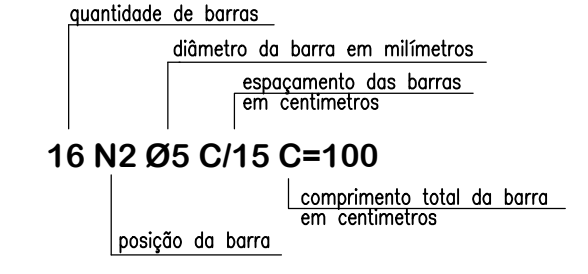 quantidade de barras
diâmetro da barra em milímetros
espaçamento das barras
em centimetros
16 N2 Ø5 C/15 C=100
comprimento total da barra
em centimetros
posição da barra